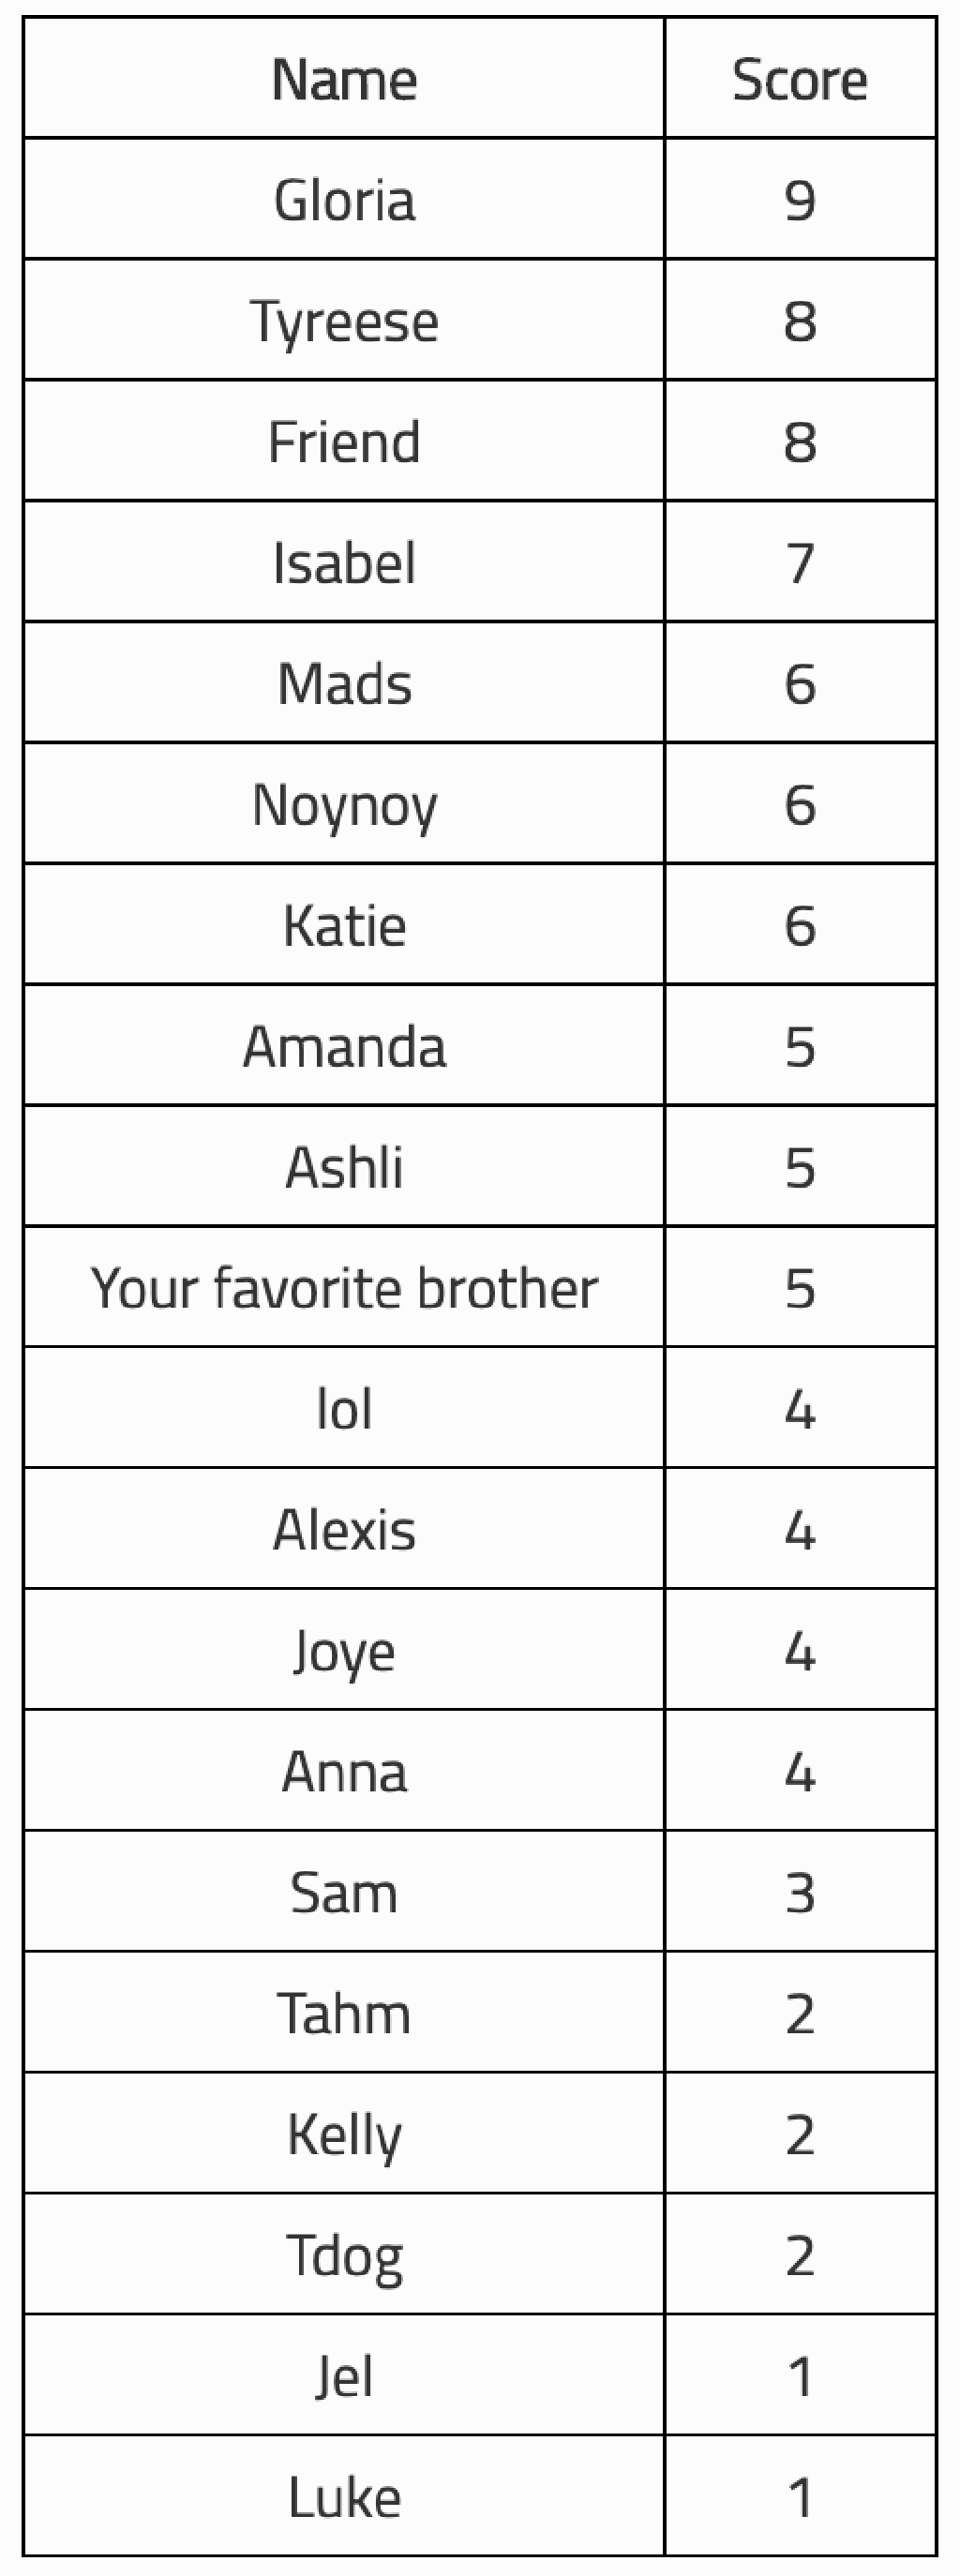 Name Score
Gloria 9
Tyreese 8
Friend 8
Isabel 7
Mads 6
Noynoy 6
Katie 6
Amanda 5
Ashli 5
Your favorite brother 5
lol 4
Alexis 4
Joye 4
Anna 4
Sam 3
Tahm 2
Kelly 2
Tdog 2
Jel 1
Luke 1